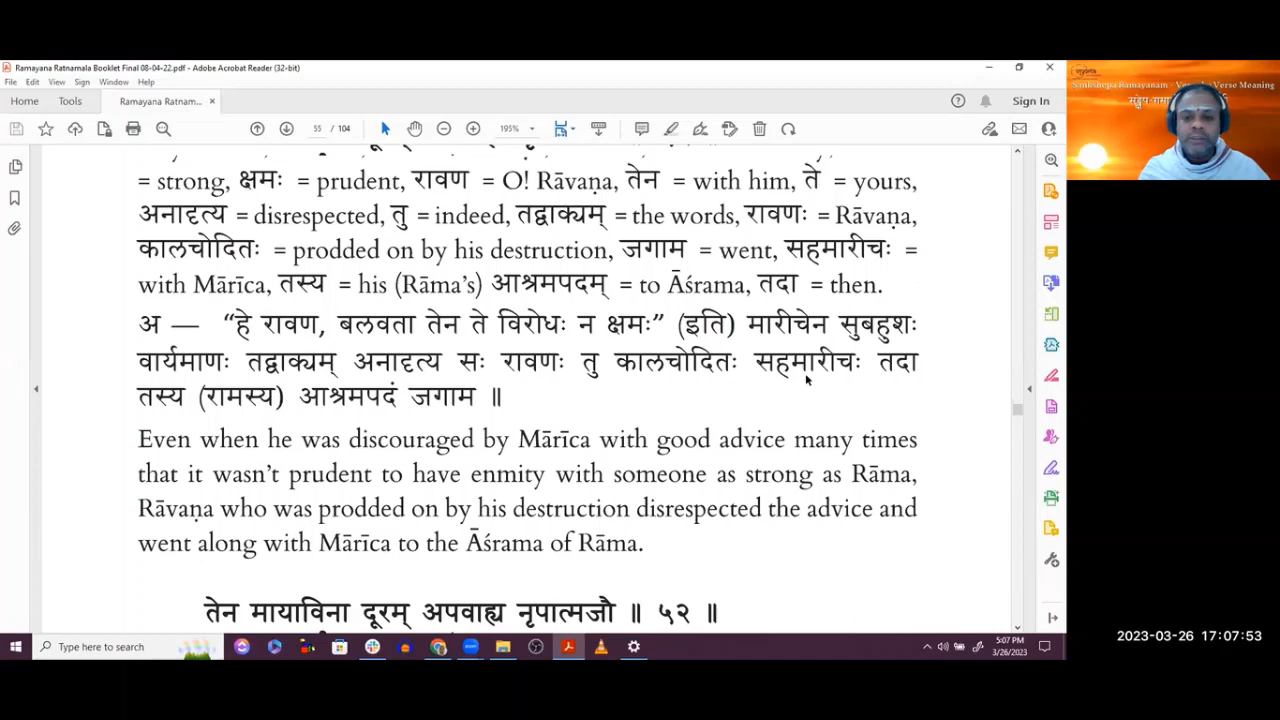 Ramayana Ratnamala Booklet Final 08-04-22.pdf - Adobe Acrobat Reader (32-bit)
File Edit View Sign Window Help
Home Tools Ramayana Ratnam... × Sign In
55 / 104 195%
Sankshepa Ramayanam - Verse by Verse Meaning
= strong, क्षमः = prudent, रावण = O! Rāvaṇa, तेन = with him, ते = yours,
अनादृत्य = disrespected, तु = indeed, तद्वाक्यम् = the words, रावणः = Rāvaṇa,
कालचोदितः = prodded on by his destruction, जगाम = went, सहमारीचः =
with Mārīca, तस्य = his (Rāma’s) आश्रमपदम् = to Āśrama, तदा = then.
अ — “हे रावण, बलवता तेन ते विरोधः न क्षमः” (इति) मारीचेन सुबहुशः
वार्यमाणः तद्वाक्यम् अनादृत्य सः रावणः तु कालचोदितः सहमारीचः तदा
तस्य (रामस्य) आश्रमपदं जगाम ॥
Even when he was discouraged by Mārīca with good advice many times
that it wasn’t prudent to have enmity with someone as strong as Rāma,
Rāvaṇa who was prodded on by his destruction disrespected the advice and
went along with Mārīca to the Āśrama of Rāma.
तेन मायाविना दूरम् अपवाह्य नृपात्मजौ ॥ ५२ ॥
Type here to search
5:07 PM
3/26/2023
2023-03-26 17:07:53